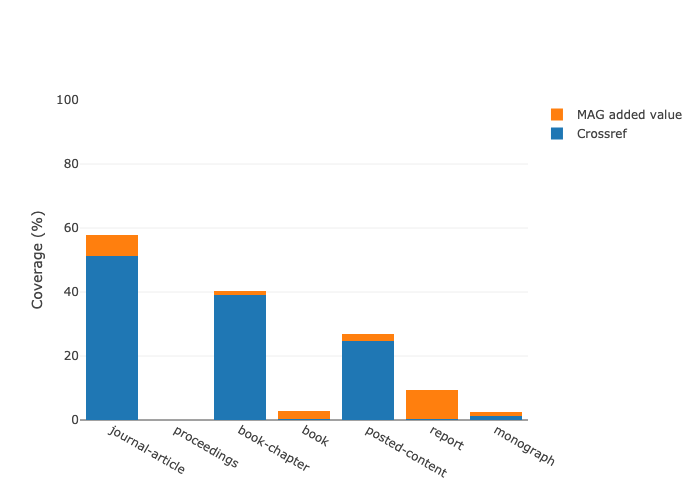 100
80
60
40
20
0
Coverage (%)
journal-article
proceedings
book-chapter
book
posted-content
report
monograph
MAG added value
Crossref